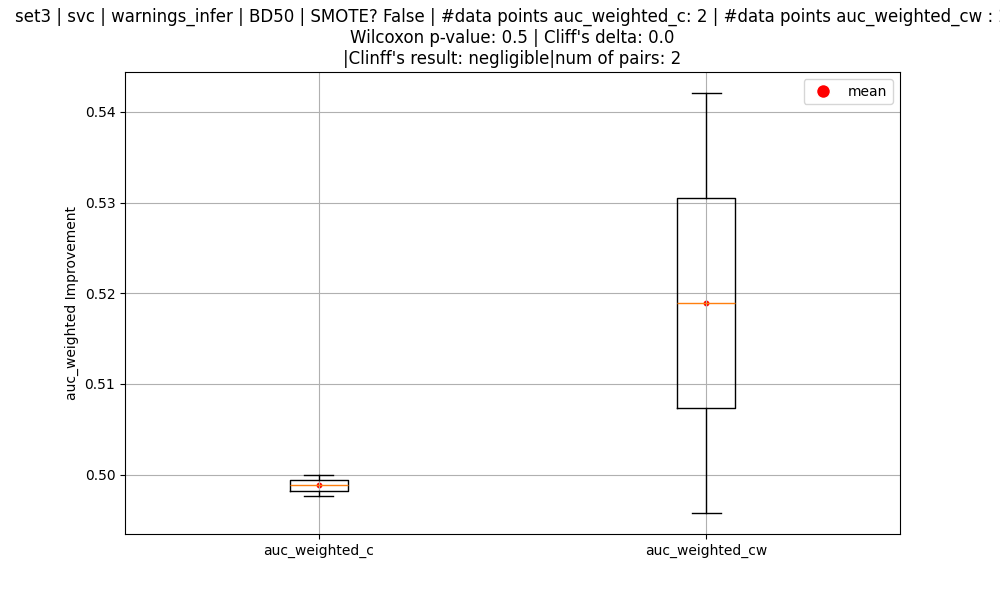 set3 | svc | warnings_infer | BD50 | SMOTE? False | #data points auc_weighted_c: 2 | #data points auc_weighted_cw :
Wilcoxon p-value: 0.5 | Cliff's delta: 0.0
|Clinff's result: negligible|num of pairs: 2
mean
0.54
0.53
0.52
0.51
0.50
auc_weighted Improvement
auc_weighted_c
auc_weighted_cw